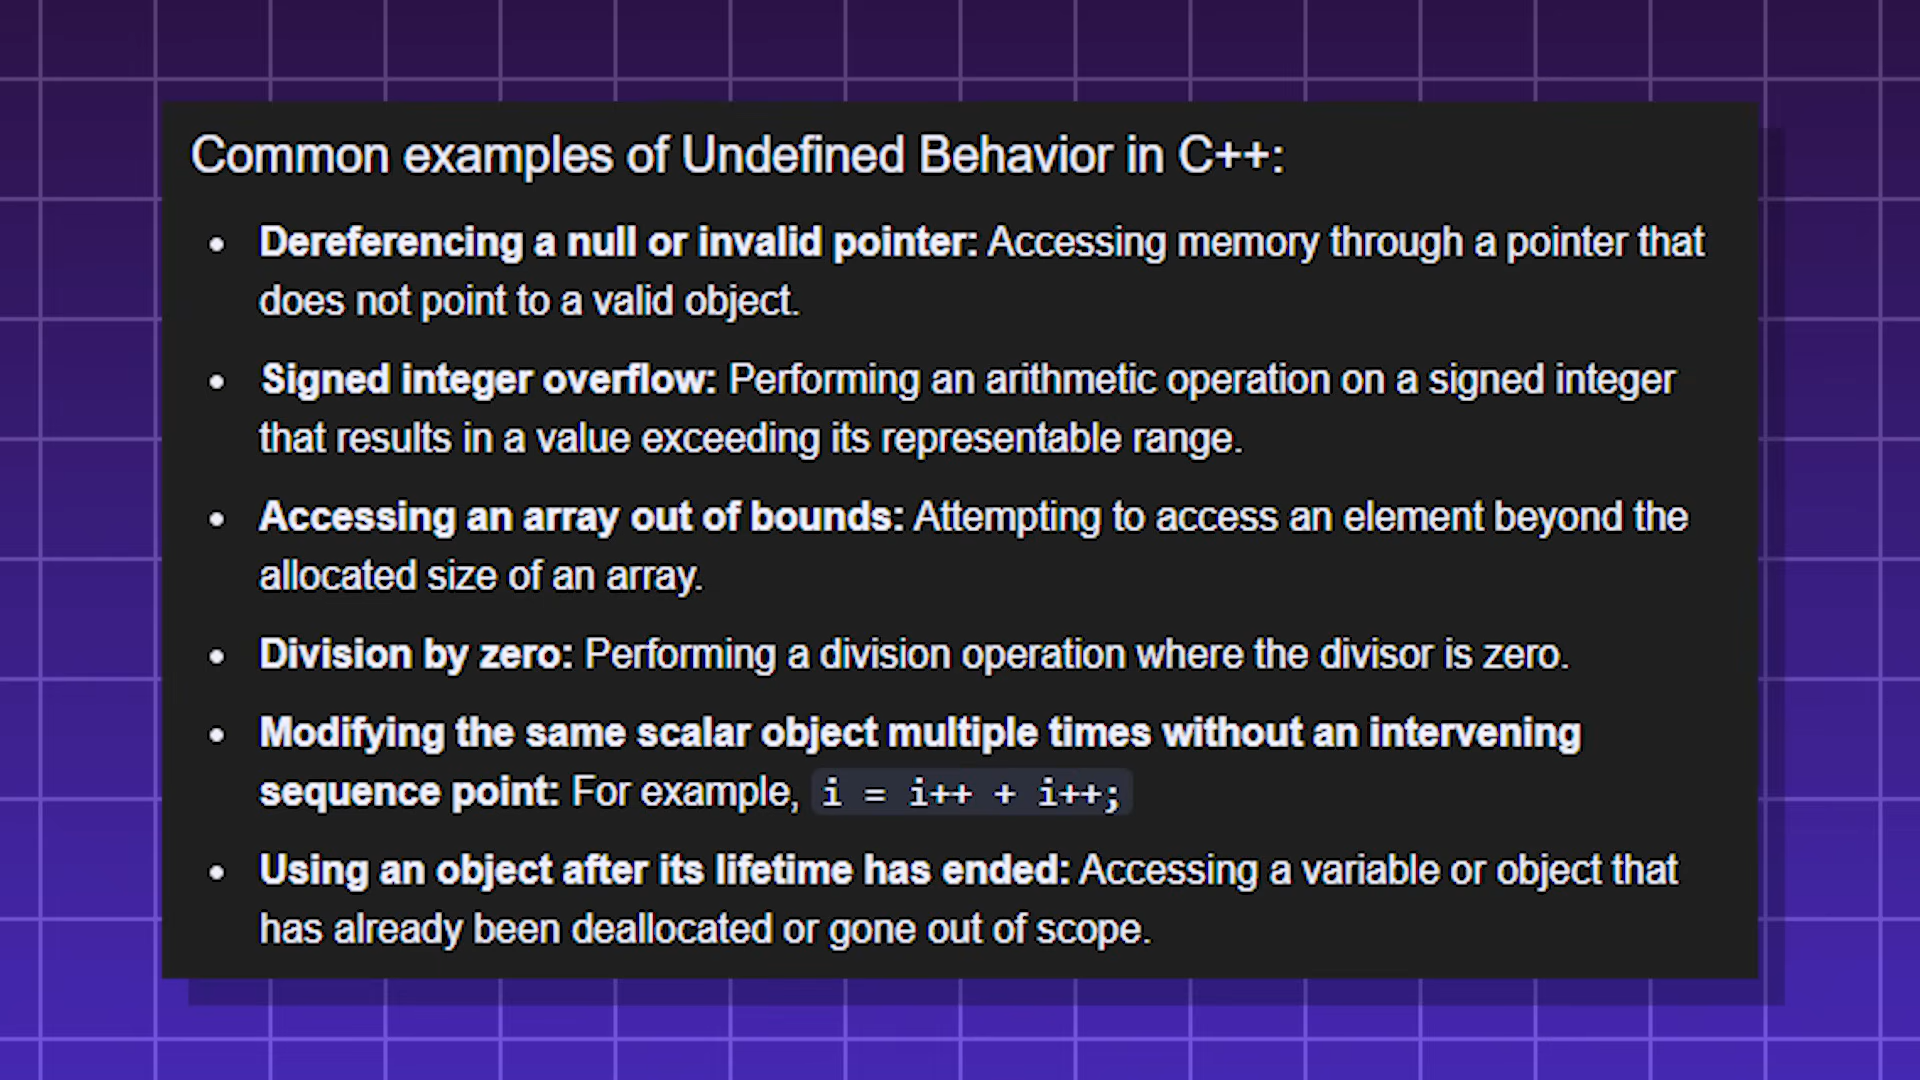 Common examples of Undefined Behavior in C++:
• Dereferencing a null or invalid pointer: Accessing memory through a pointer that
does not point to a valid object.
• Signed integer overflow: Performing an arithmetic operation on a signed integer
that results in a value exceeding its representable range.
• Accessing an array out of bounds: Attempting to access an element beyond the
allocated size of an array.
• Division by zero: Performing a division operation where the divisor is zero.
• Modifying the same scalar object multiple times without an intervening
sequence point: For example, i = i++ + i++;
• Using an object after its lifetime has ended: Accessing a variable or object that
has already been deallocated or gone out of scope.